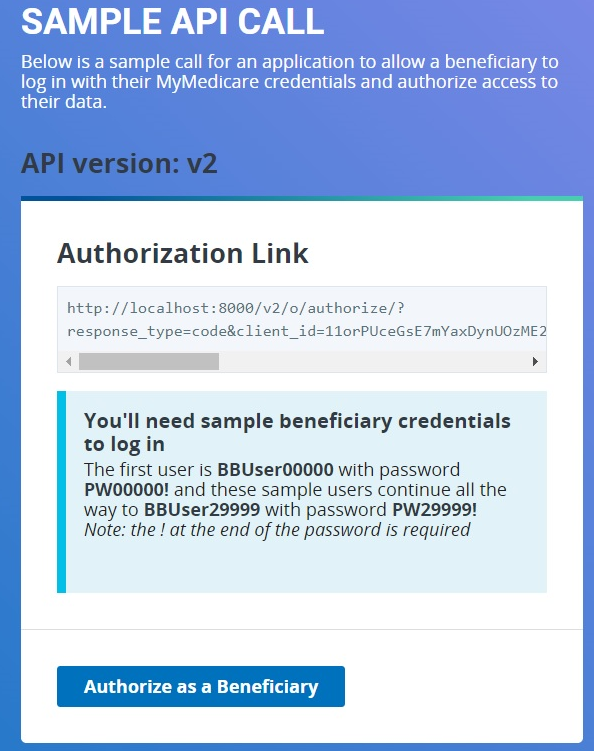 SAMPLE API CALL
Below is a sample call for an application to allow a beneficiary to
log in with their MyMedicare credentials and authorize access to
their data.
API version: v2
Authorization Link
http://localhost:8000/v2/o/authorize/?
response_type=code&client_id=11orPUceGsE7mYaxDynUOzME2
You'll need sample beneficiary credentials
to log in
The first user is BBUser00000 with password
PW00000! and these sample users continue all the
way to BBUser29999 with password PW29999!
Note: the ! at the end of the password is required
Authorize as a Beneficiary